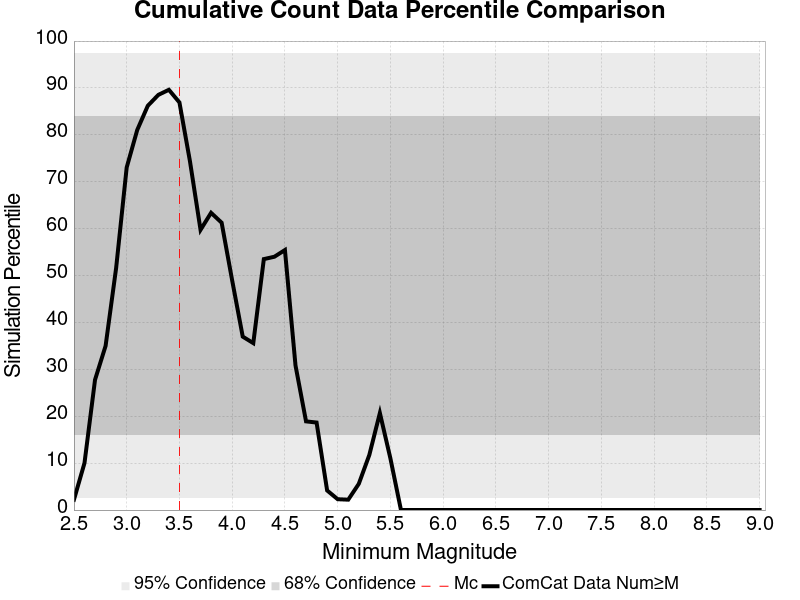 Cumulative Count Data Percentile Comparison
100
90
80
70
60
50
40
30
20
10
0
Simulation Percentile
2.5 3.0 3.5 4.0 4.5 5.0 5.5 6.0 6.5 7.0 7.5 8.0 8.5 9.0
Minimum Magnitude
95% Confidence 68% Confidence Mc ComCat Data Num≥M